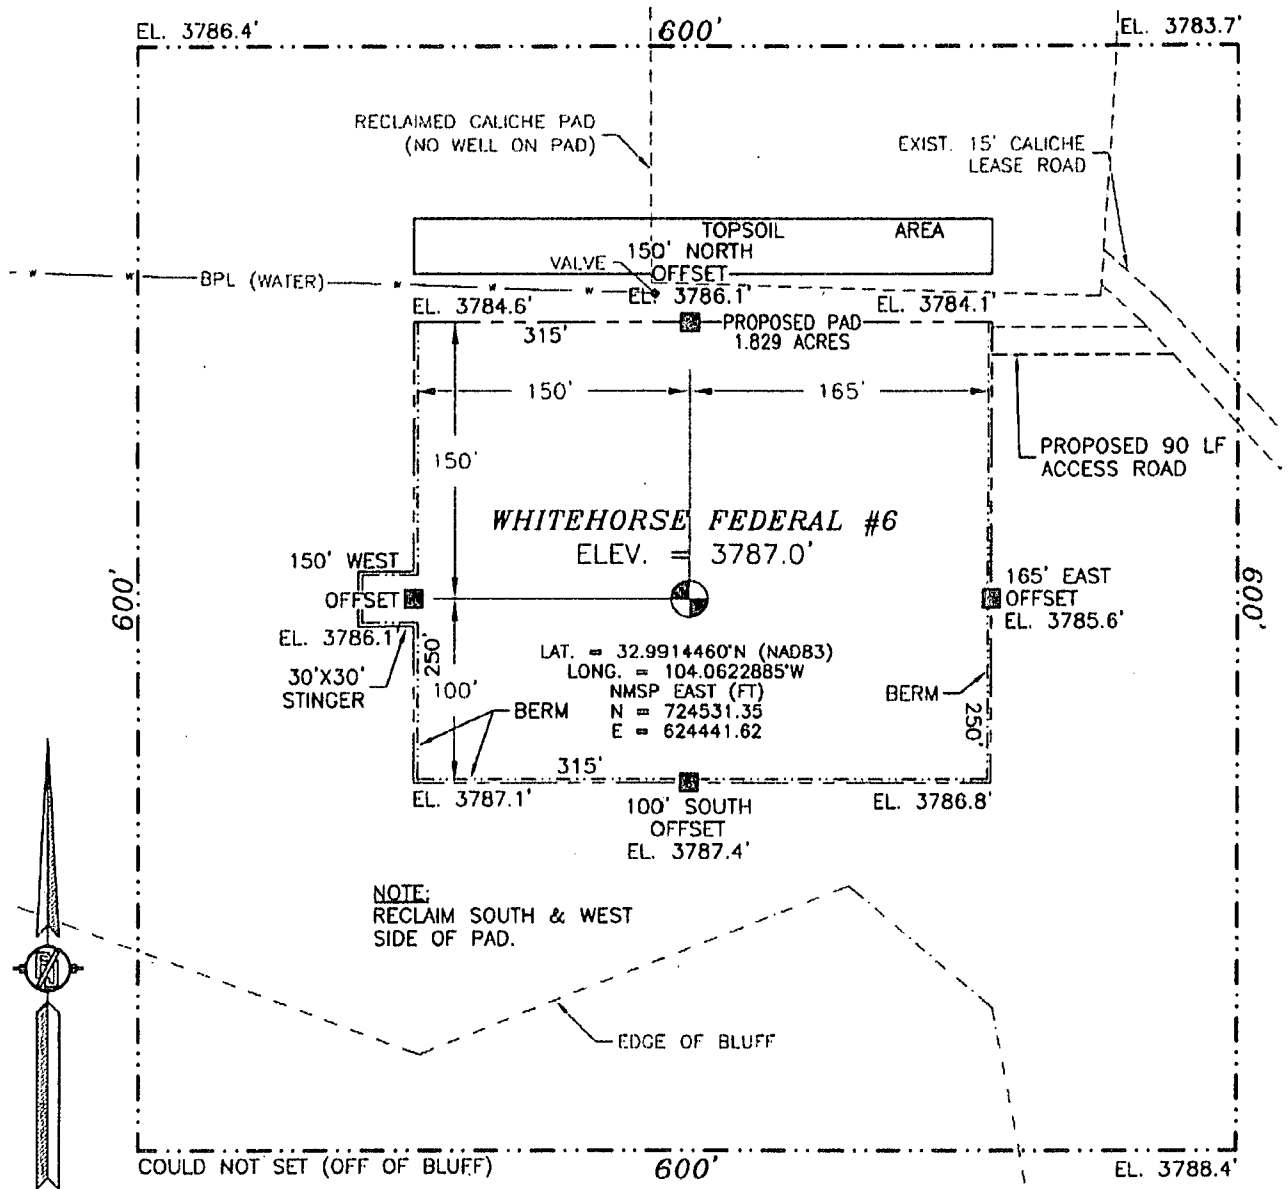 EL. 3786.4'
600'
EL. 3783.7'
RECLAIMED CALICHE PAD
(NO WELL ON PAD)
EXIST. 15' CALICHE
LEASE ROAD
TOPSOIL AREA
150' NORTH
OFFSET
EL. 3786.1'
VALVE
BPL (WATER)
w w w w w
EL. 3784.6'
EL. 3784.1'
315'
PROPOSED PAD
1.829 ACRES
150'
165'
150'
PROPOSED 90 LF
ACCESS ROAD
WHITEHORSE FEDERAL #6
ELEV. = 3787.0'
150' WEST
OFFSET
EL. 3786.1'
600'
165' EAST
OFFSET
EL. 3785.6'
600'
30'X30'
STINGER
250'
100'
LAT. = 32.9914460°N (NAD83)
LONG. = 104.0622885°W
NMSP EAST (FT)
N = 724531.35
E = 624441.62
BERM
BERM
250'
315'
EL. 3787.1'
EL. 3786.8'
100' SOUTH
OFFSET
EL. 3787.4'
NOTE:
RECLAIM SOUTH & WEST
SIDE OF PAD.
EDGE OF BLUFF
COULD NOT SET (OFF OF BLUFF)
600'
EL. 3788.4'